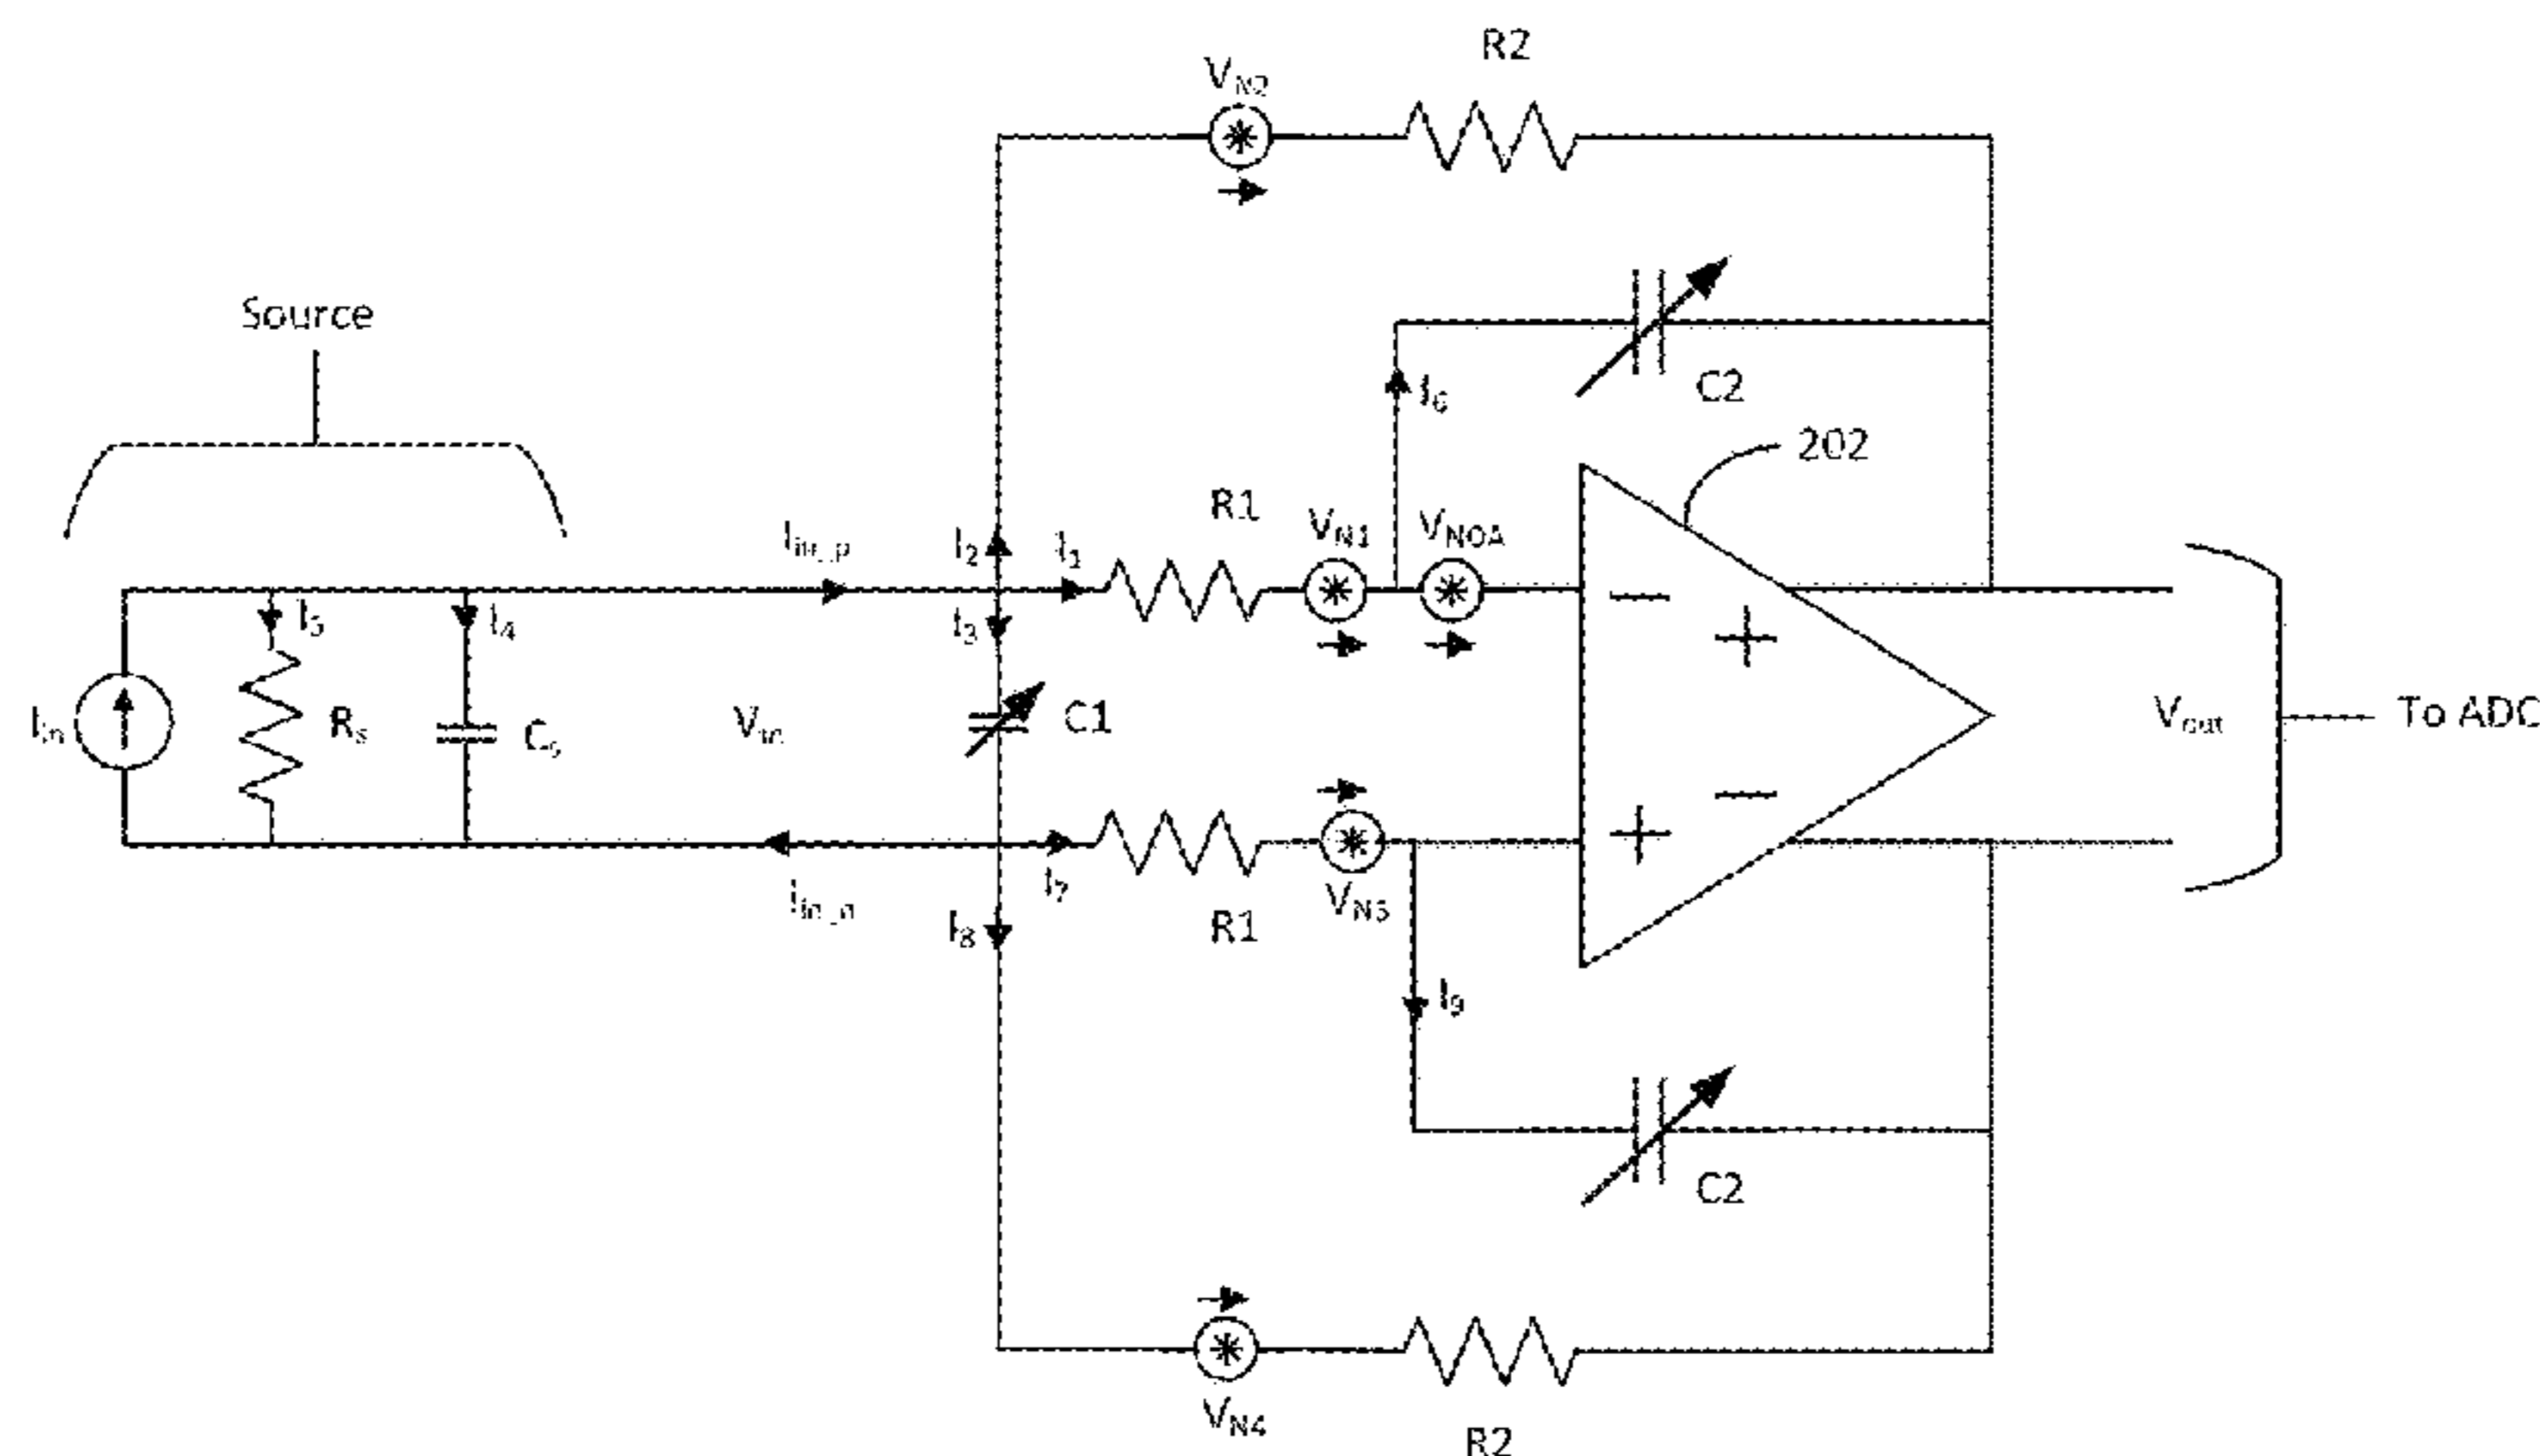 R2
V_N2
C2
I_6
Source
202
R1
V_N1
V_NOA
I_in_p
I_2
I_1
I_3
I_5
I_4
I_in
R_s
C_s
V_in
C1
V_out
To ADC
I_in_n
I_7
R1
V_N3
I_8
I_9
C2
V_N4
R2